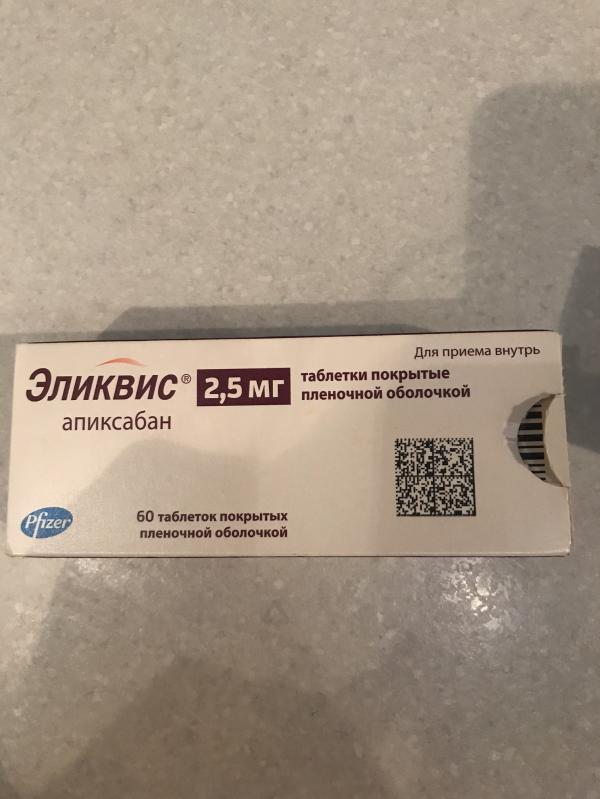 Для приема внутрь
Эликвис® 2,5 мг
таблетки покрытые
пленочной оболочкой
апиксабан
Pfizer
60 таблеток покрытых
пленочной оболочкой